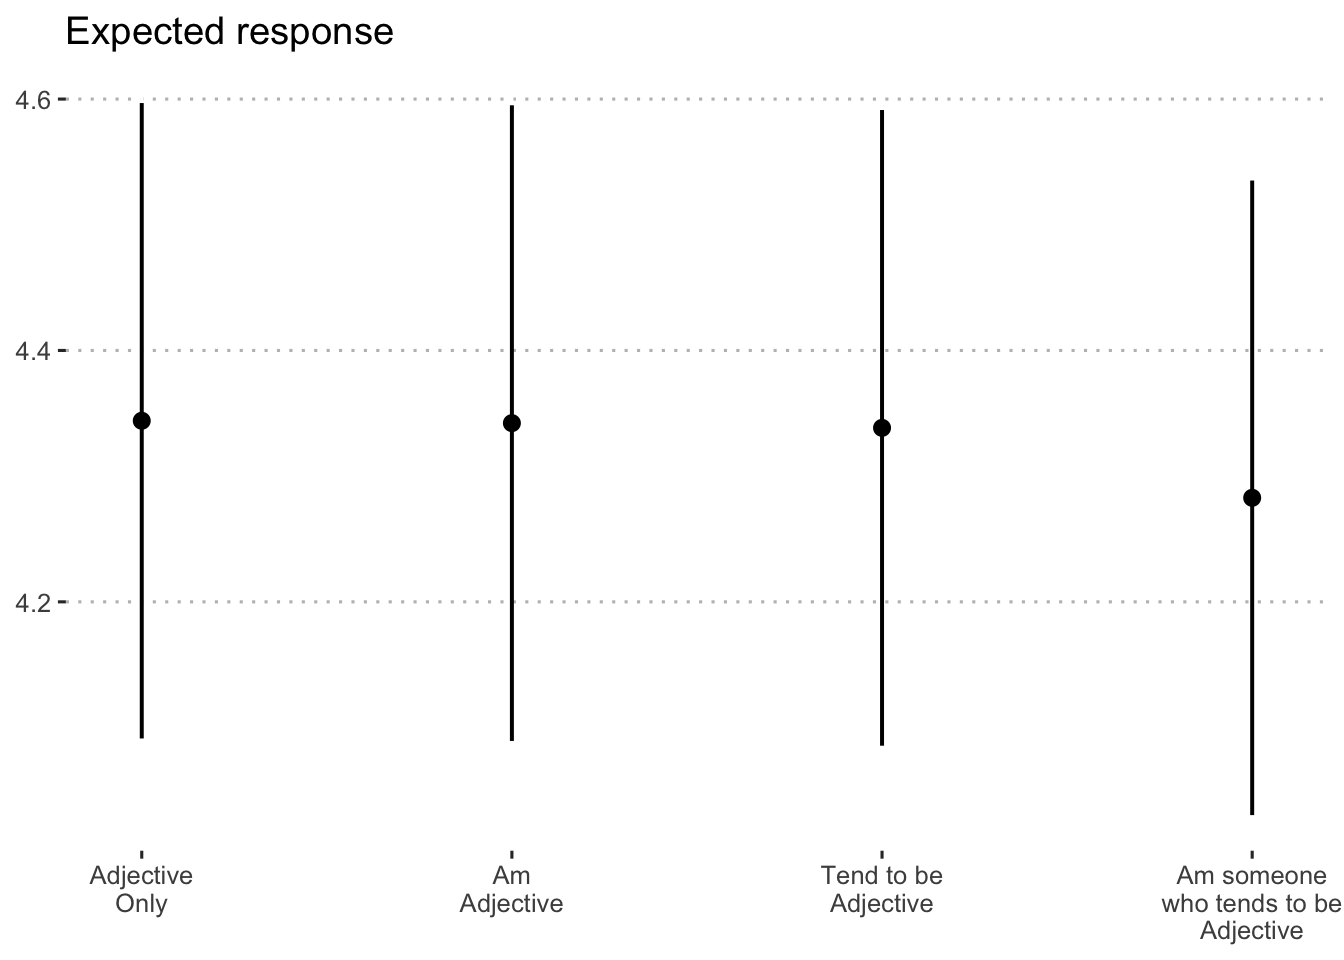 Expected response
4.6
4.4
4.2
Adjective
Only
Am
Adjective
Tend to be
Adjective
Am someone
who tends to be
Adjective